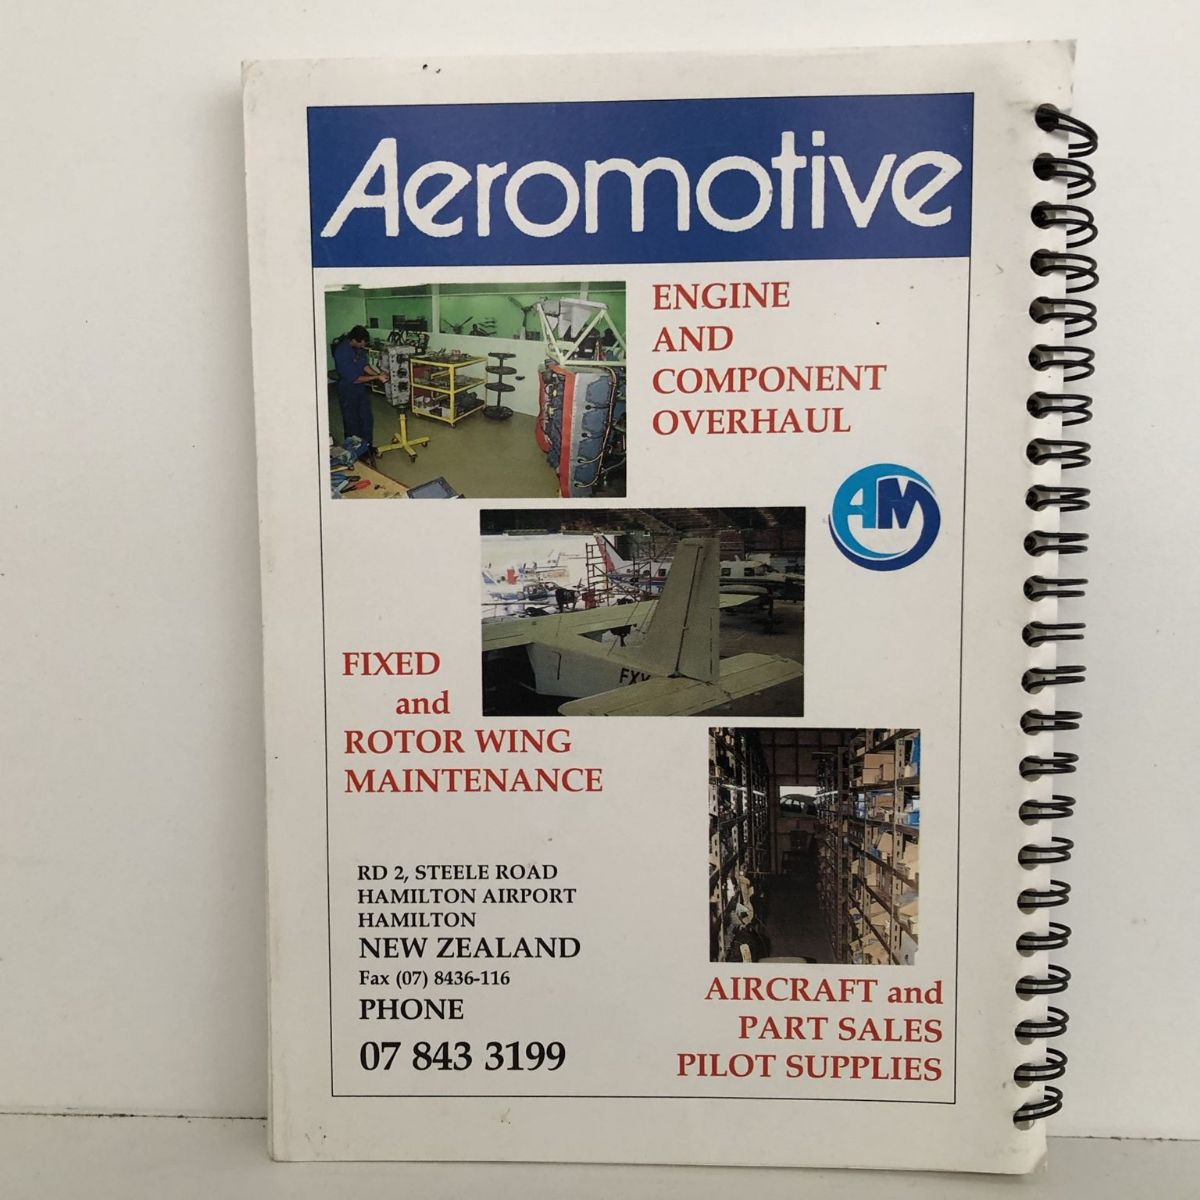 Aeromotive
ENGINE
AND
COMPONENT
OVERHAUL
AM
FIXED
and
ROTOR WING
MAINTENANCE
RD 2, STEELE ROAD
HAMILTON AIRPORT
HAMILTON
NEW ZEALAND
Fax (07) 8436-116
PHONE
07 843 3199
AIRCRAFT and
PART SALES
PILOT SUPPLIES